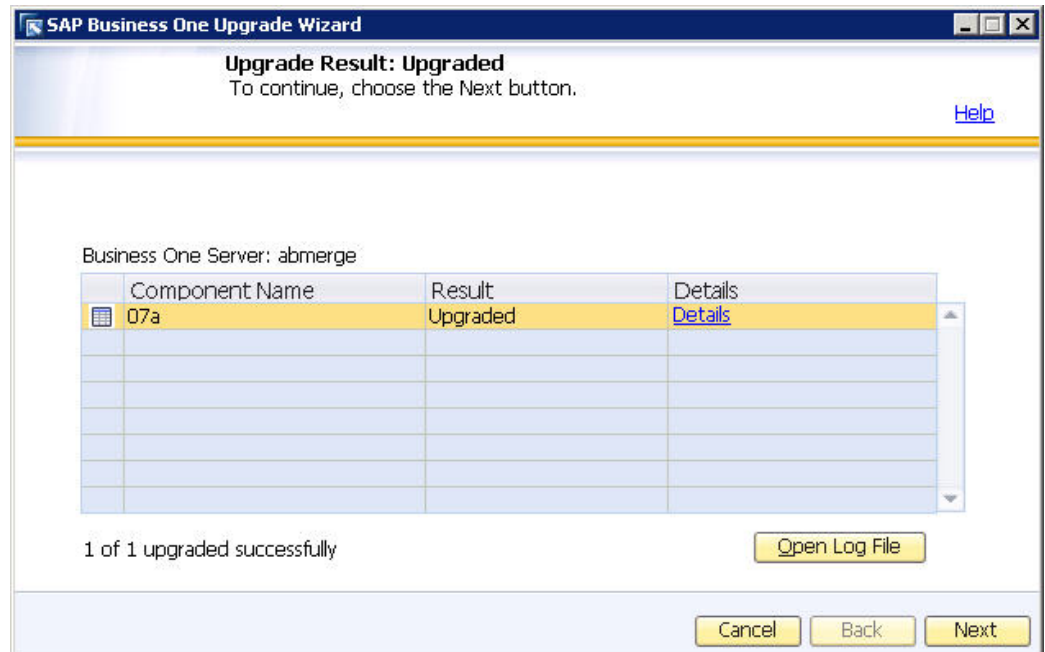 SAP Business One Upgrade Wizard
Upgrade Result: Upgraded
To continue, choose the Next button.
Help
Business One Server: abmerge
Component Name Result Details
07a Upgraded Details
1 of 1 upgraded successfully
Open Log File
Cancel Back Next